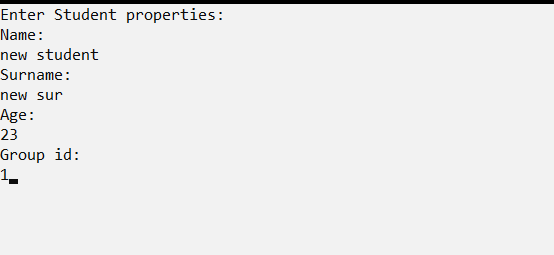 Enter Student properties:
Name:
new student
Surname:
new sur
Age:
23
Group id:
1